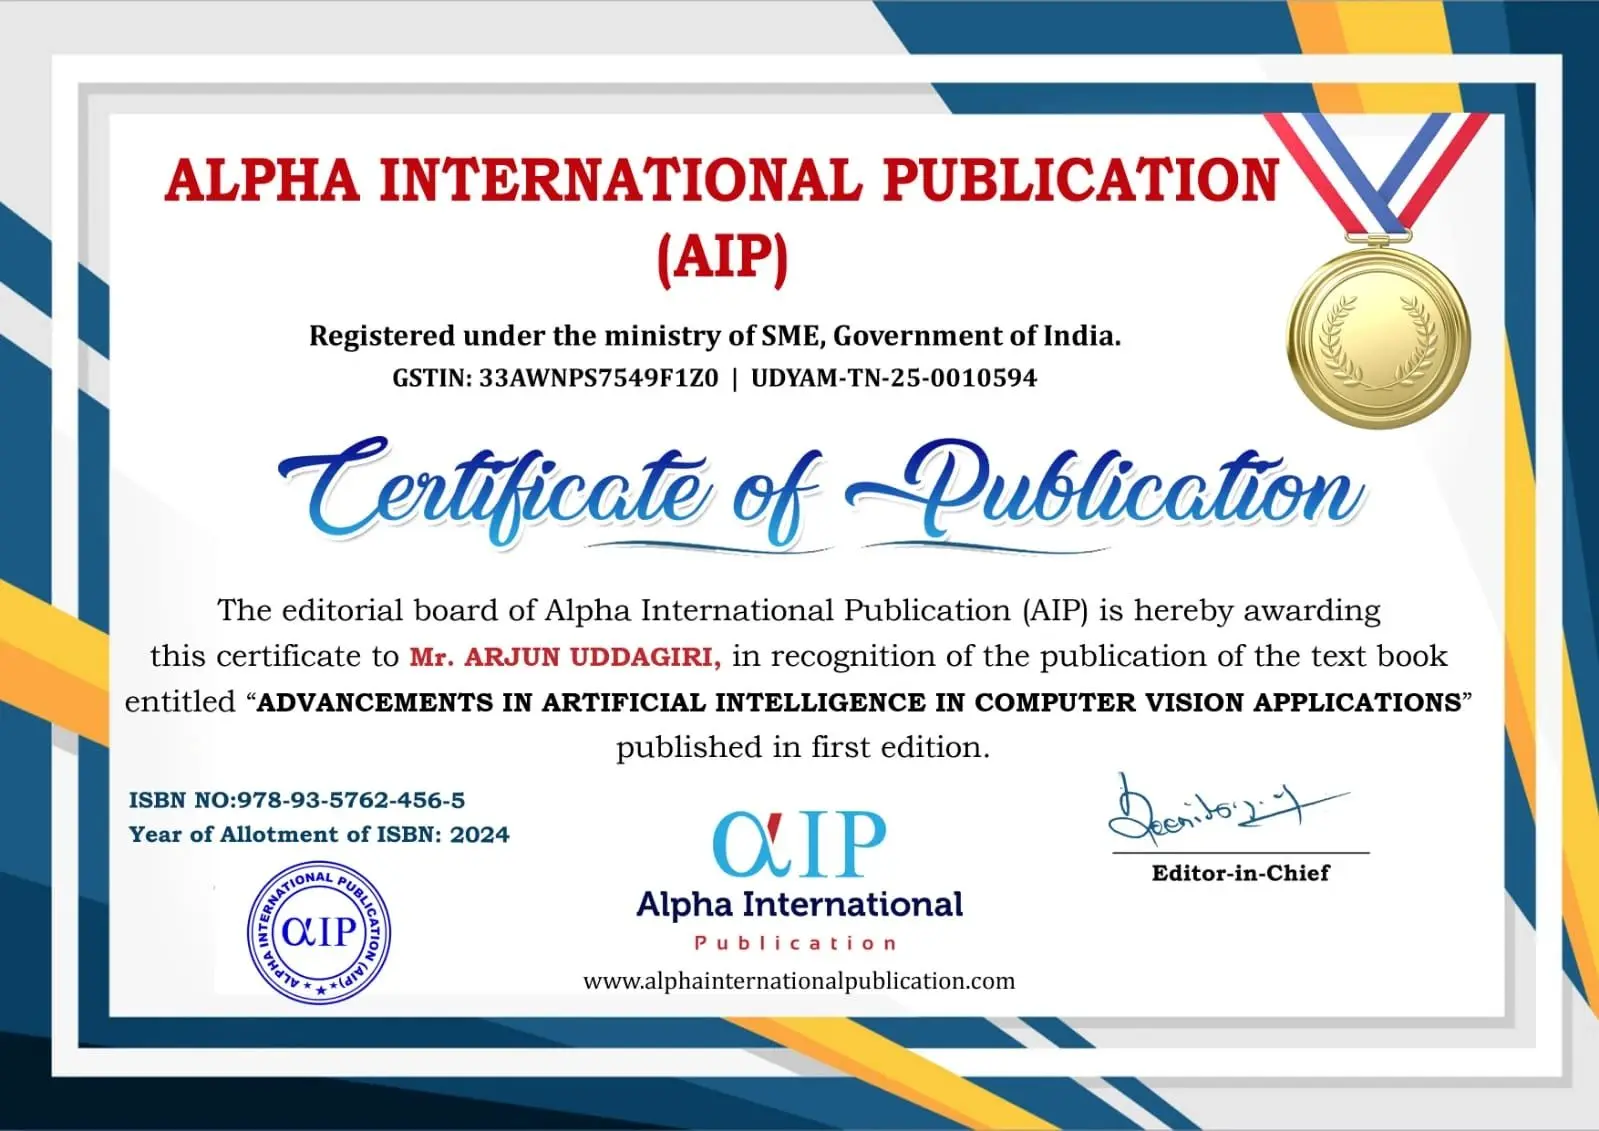 ALPHA INTERNATIONAL PUBLICATION
(AIP)
Registered under the ministry of SME, Government of India.
GSTIN: 33AWNPS7549F1Z0 | UDYAM-TN-25-0010594
Certificate of Publication
The editorial board of Alpha International Publication (AIP) is hereby awarding
this certificate to Mr. ARJUN UDDAGIRI, in recognition of the publication of the text book
entitled “ADVANCEMENTS IN ARTIFICIAL INTELLIGENCE IN COMPUTER VISION APPLICATIONS”
published in first edition.
ISBN NO:978-93-5762-456-5
Year of Allotment of ISBN: 2024
ALPHA INTERNATIONAL PUBLICATION (AIP)
αIP
αIP
Alpha International
Publication
www.alphainternationalpublication.com
Editor-in-Chief